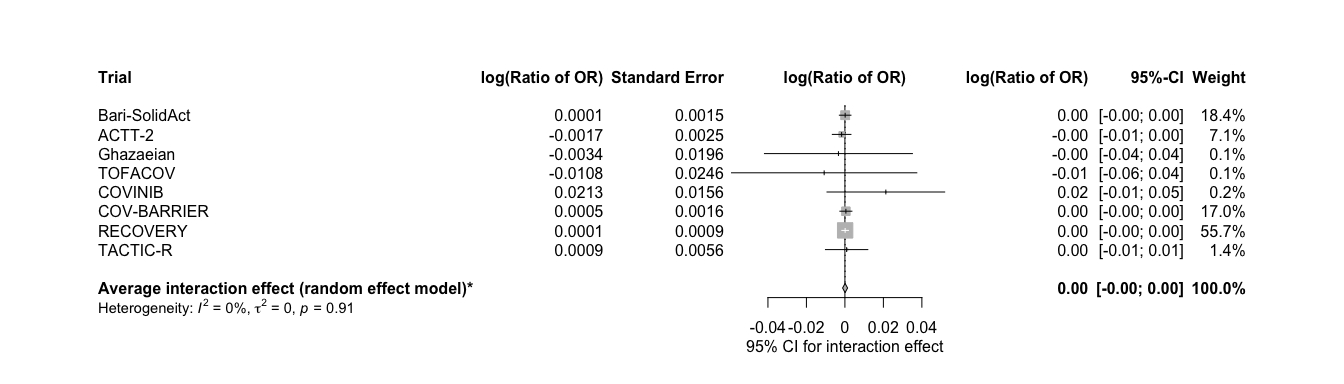 Trial log(Ratio of OR) Standard Error log(Ratio of OR) log(Ratio of OR) 95%-CI Weight
Bari-SolidAct 0.0001 0.0015 0.00 [-0.00; 0.00] 18.4%
ACTT-2 -0.0017 0.0025 -0.00 [-0.01; 0.00] 7.1%
Ghazaeian -0.0034 0.0196 -0.00 [-0.04; 0.04] 0.1%
TOFACOV -0.0108 0.0246 -0.01 [-0.06; 0.04] 0.1%
COVINIB 0.0213 0.0156 0.02 [-0.01; 0.05] 0.2%
COV-BARRIER 0.0005 0.0016 0.00 [-0.00; 0.00] 17.0%
RECOVERY 0.0001 0.0009 0.00 [-0.00; 0.00] 55.7%
TACTIC-R 0.0009 0.0056 0.00 [-0.01; 0.01] 1.4%
Average interaction effect (random effect model)* 0.00 [-0.00; 0.00] 100.0%
Heterogeneity: I² = 0%, τ² = 0, p = 0.91
-0.04 -0.02 0 0.02 0.04
95% CI for interaction effect